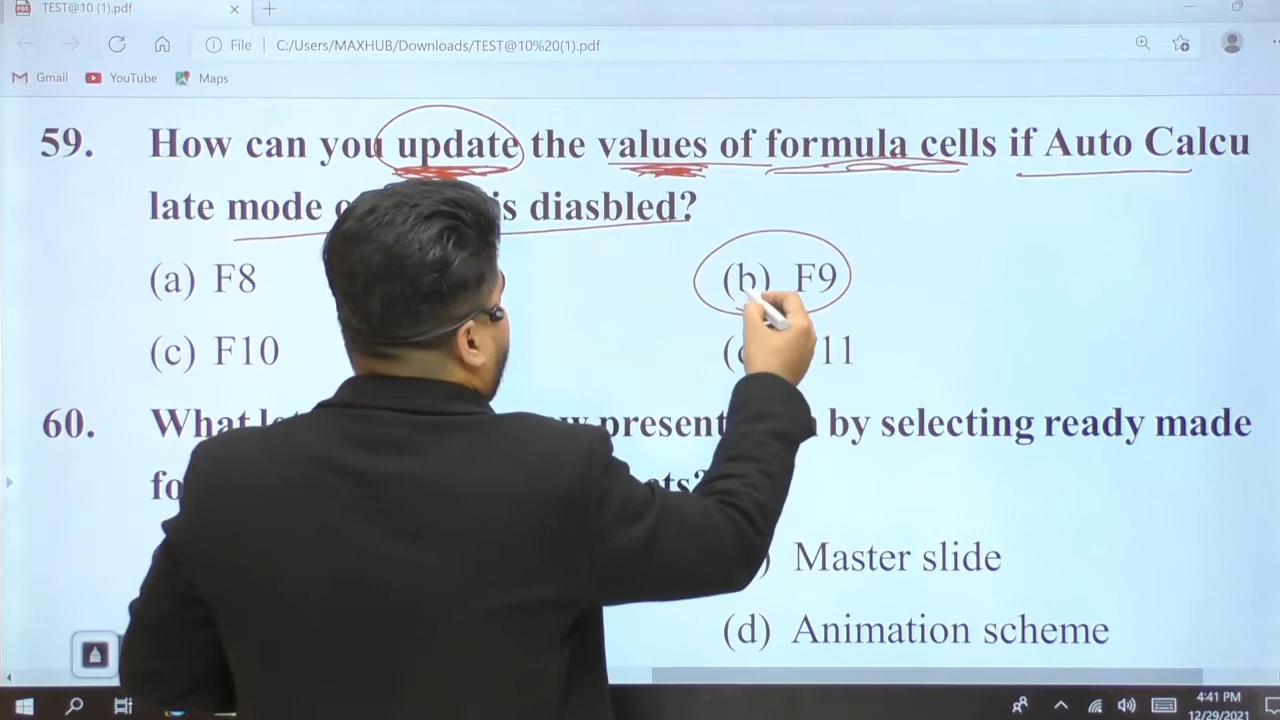 TEST@10 (1).pdf
File C:/Users/MAXHUB/Downloads/TEST@10%20(1).pdf
Gmail YouTube Maps
59. How can you update the values of formula cells if Auto Calcu
late mode is diasbled?
(a) F8 (b) F9
(c) F10 11
60. What present by selecting ready made
Master slide
(d) Animation scheme
4:41 PM
12/29/2021